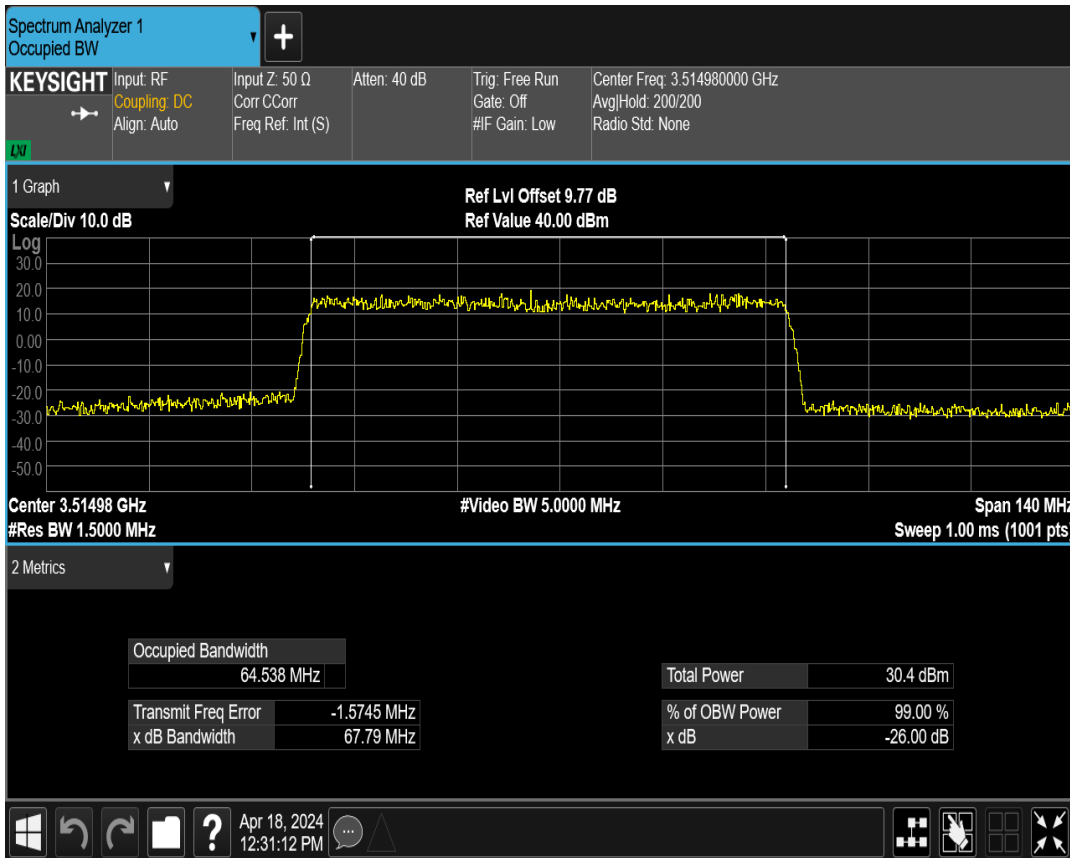 Spectrum Analyzer 1
Occupied BW
+
KEYSIGHT
LXI
Input: RF
Coupling: DC
Align: Auto
Input Z: 50 Ω
Corr CCorr
Freq Ref: Int (S)
Atten: 40 dB
Trig: Free Run
Gate: Off
#IF Gain: Low
Center Freq: 3.514980000 GHz
Avg|Hold: 200/200
Radio Std: None
1 Graph
Scale/Div 10.0 dB
Ref Lvl Offset 9.77 dB
Ref Value 40.00 dBm
Log
30.0
20.0
10.0
0.00
-10.0
-20.0
-30.0
-40.0
-50.0
Center 3.51498 GHz
#Video BW 5.0000 MHz
Span 140 MHz
#Res BW 1.5000 MHz
Sweep 1.00 ms (1001 pts)
2 Metrics
Occupied Bandwidth
64.538 MHz
Transmit Freq Error -1.5745 MHz
x dB Bandwidth 67.79 MHz
Total Power 30.4 dBm
% of OBW Power 99.00 %
x dB -26.00 dB
?
Apr 18, 2024
12:31:12 PM